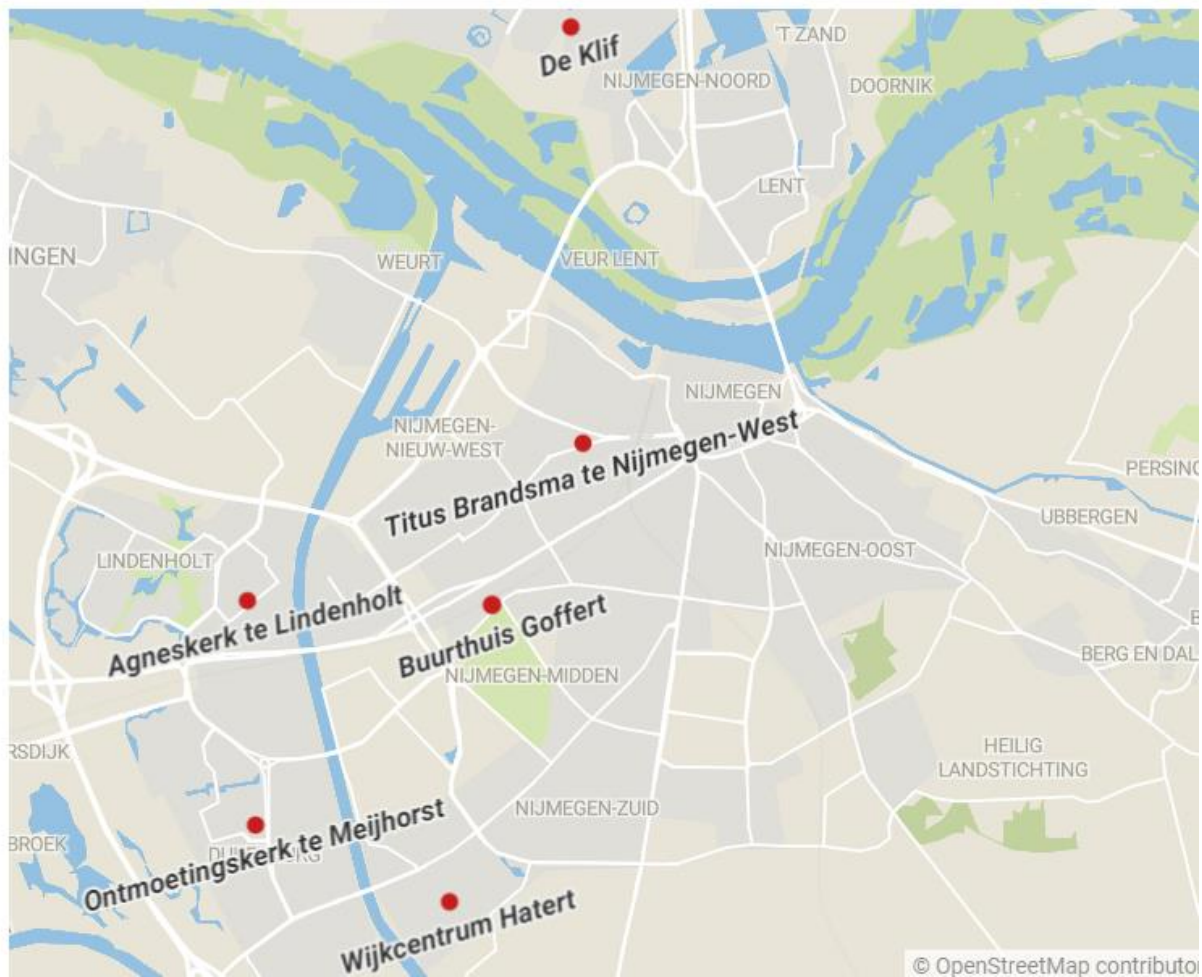 'T ZAND
De Klif
NIJMEGEN-NOORD
DOORNIK
LENT
INGEN
WEURT
VEUR LENT
NIJMEGEN
NIJMEGEN-
NIEUW-WEST
Titus Brandsma te Nijmegen-West
PERSING
UBBERGEN
NIJMEGEN-OOST
LINDENHOLT
Agneskerk te Lindenholt
Buurthuis Goffert
NIJMEGEN-MIDDEN
B
BERG EN DAL
RSDIJK
HEILIG
LANDSTICHTING
NIJMEGEN-ZUID
BROEK
Ontmoetingskerk te Meijhorst
Wijkcentrum Hatert
© OpenStreetMap contributor